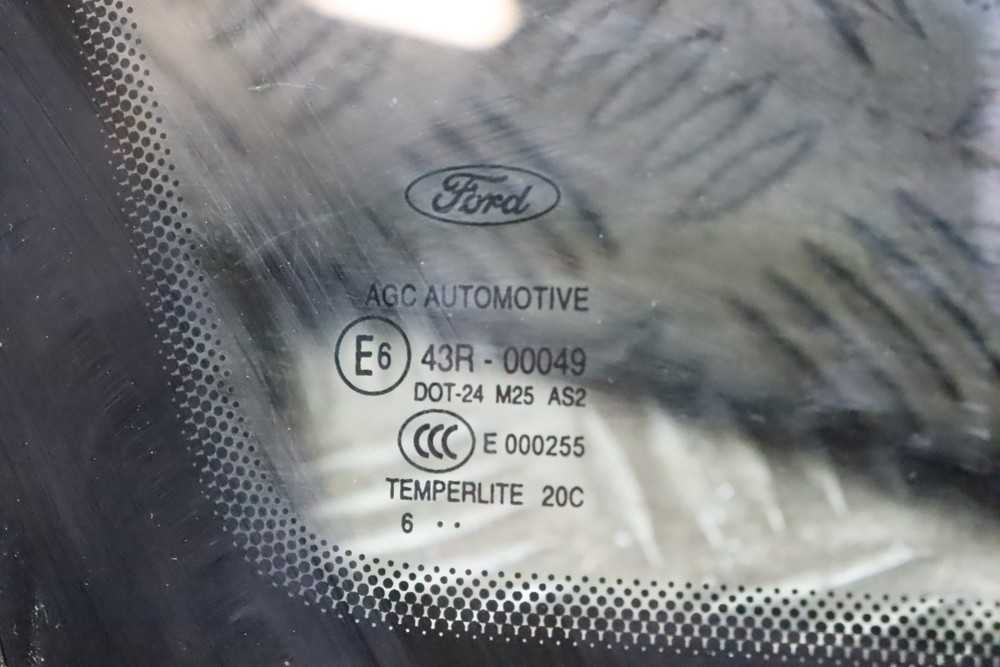 Ford
AGC AUTOMOTIVE
E6 43R - 00049
DOT-24 M25 AS2
CCC E 000255
TEMPERLITE 20C
6 ..